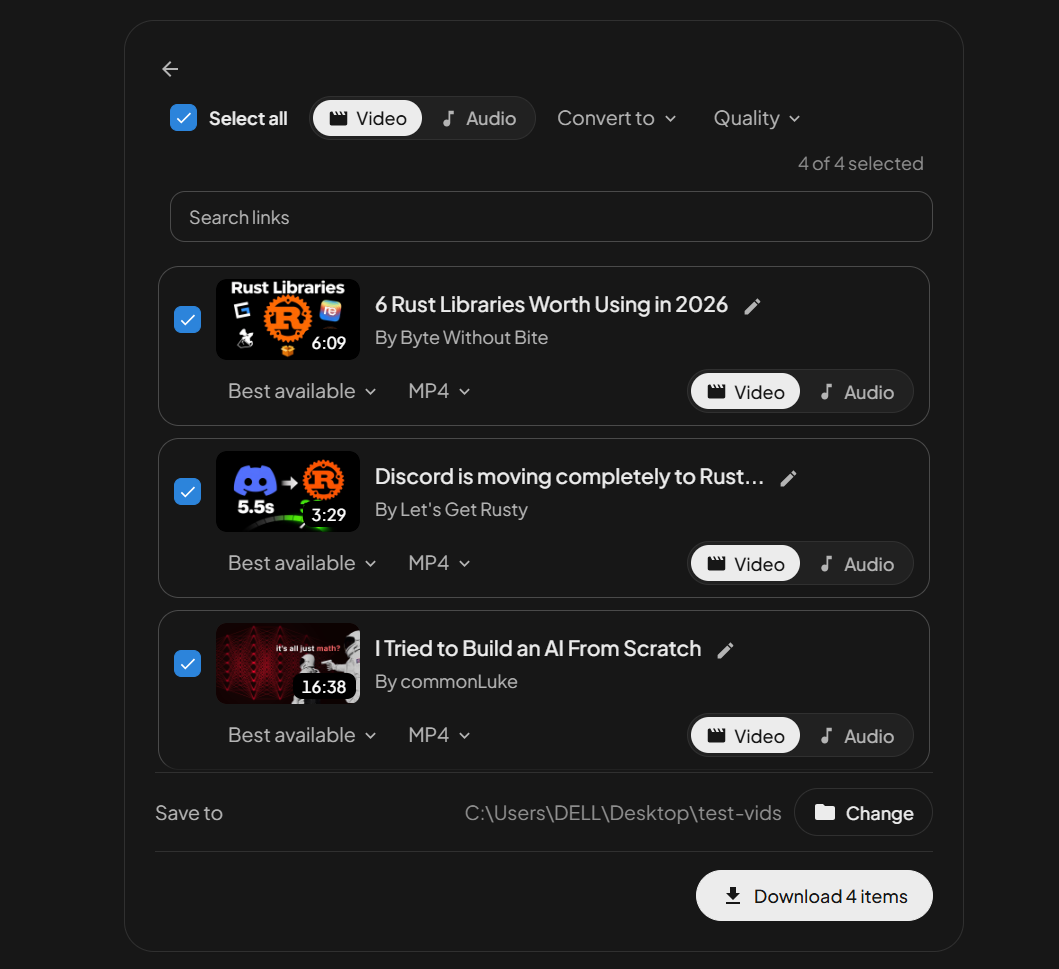 Select all Video Audio Convert to Quality
4 of 4 selected
Search links
Rust Libraries
re
6:09
6 Rust Libraries Worth Using in 2026
By Byte Without Bite
Best available MP4 Video Audio
5.5s
3:29
Discord is moving completely to Rust...
By Let's Get Rusty
Best available MP4 Video Audio
it's all just math?
16:38
I Tried to Build an AI From Scratch
By commonLuke
Best available MP4 Video Audio
Save to C:\Users\DELL\Desktop\test-vids Change
Download 4 items